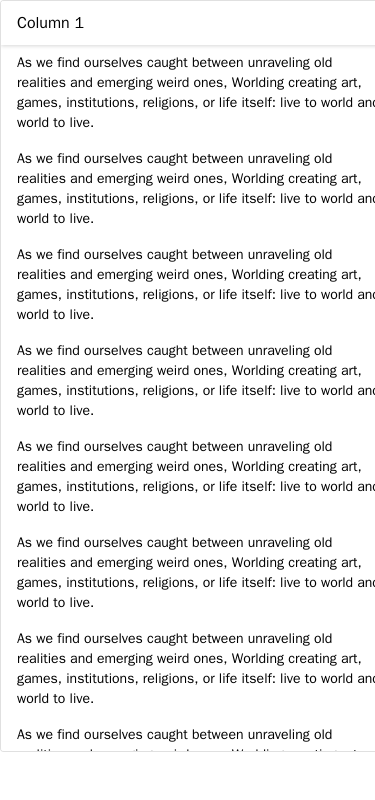 Column 1
As we find ourselves caught between unraveling old
realities and emerging weird ones, Worlding creating art,
games, institutions, religions, or life itself: live to world and
world to live.
As we find ourselves caught between unraveling old
realities and emerging weird ones, Worlding creating art,
games, institutions, religions, or life itself: live to world and
world to live.
As we find ourselves caught between unraveling old
realities and emerging weird ones, Worlding creating art,
games, institutions, religions, or life itself: live to world and
world to live.
As we find ourselves caught between unraveling old
realities and emerging weird ones, Worlding creating art,
games, institutions, religions, or life itself: live to world and
world to live.
As we find ourselves caught between unraveling old
realities and emerging weird ones, Worlding creating art,
games, institutions, religions, or life itself: live to world and
world to live.
As we find ourselves caught between unraveling old
realities and emerging weird ones, Worlding creating art,
games, institutions, religions, or life itself: live to world and
world to live.
As we find ourselves caught between unraveling old
realities and emerging weird ones, Worlding creating art,
games, institutions, religions, or life itself: live to world and
world to live.
As we find ourselves caught between unraveling old